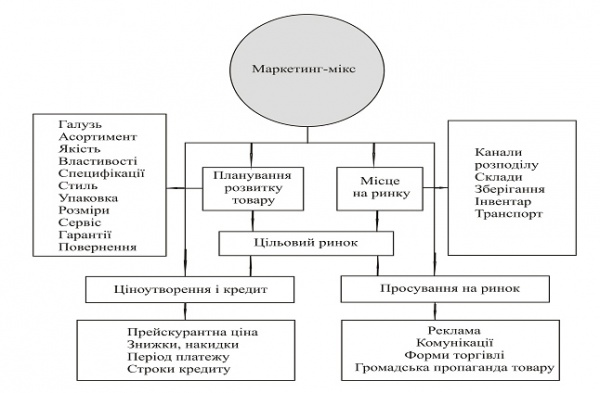 Маркетинг-мікс
Галузь
Асортимент
Якість
Властивості
Специфікації
Стиль
Упаковка
Розміри
Сервіс
Гарантії
Повернення
Планування
розвитку
товару
Місце
на ринку
Канали
розподілу
Склади
Зберігання
Інвентар
Транспорт
Цільовий ринок
Ціноутворення і кредит
Просування на ринок
Прейскурантна ціна
Знижки, накидки
Період платежу
Строки кредиту
Реклама
Комунікації
Форми торгівлі
Громадська пропаганда товару